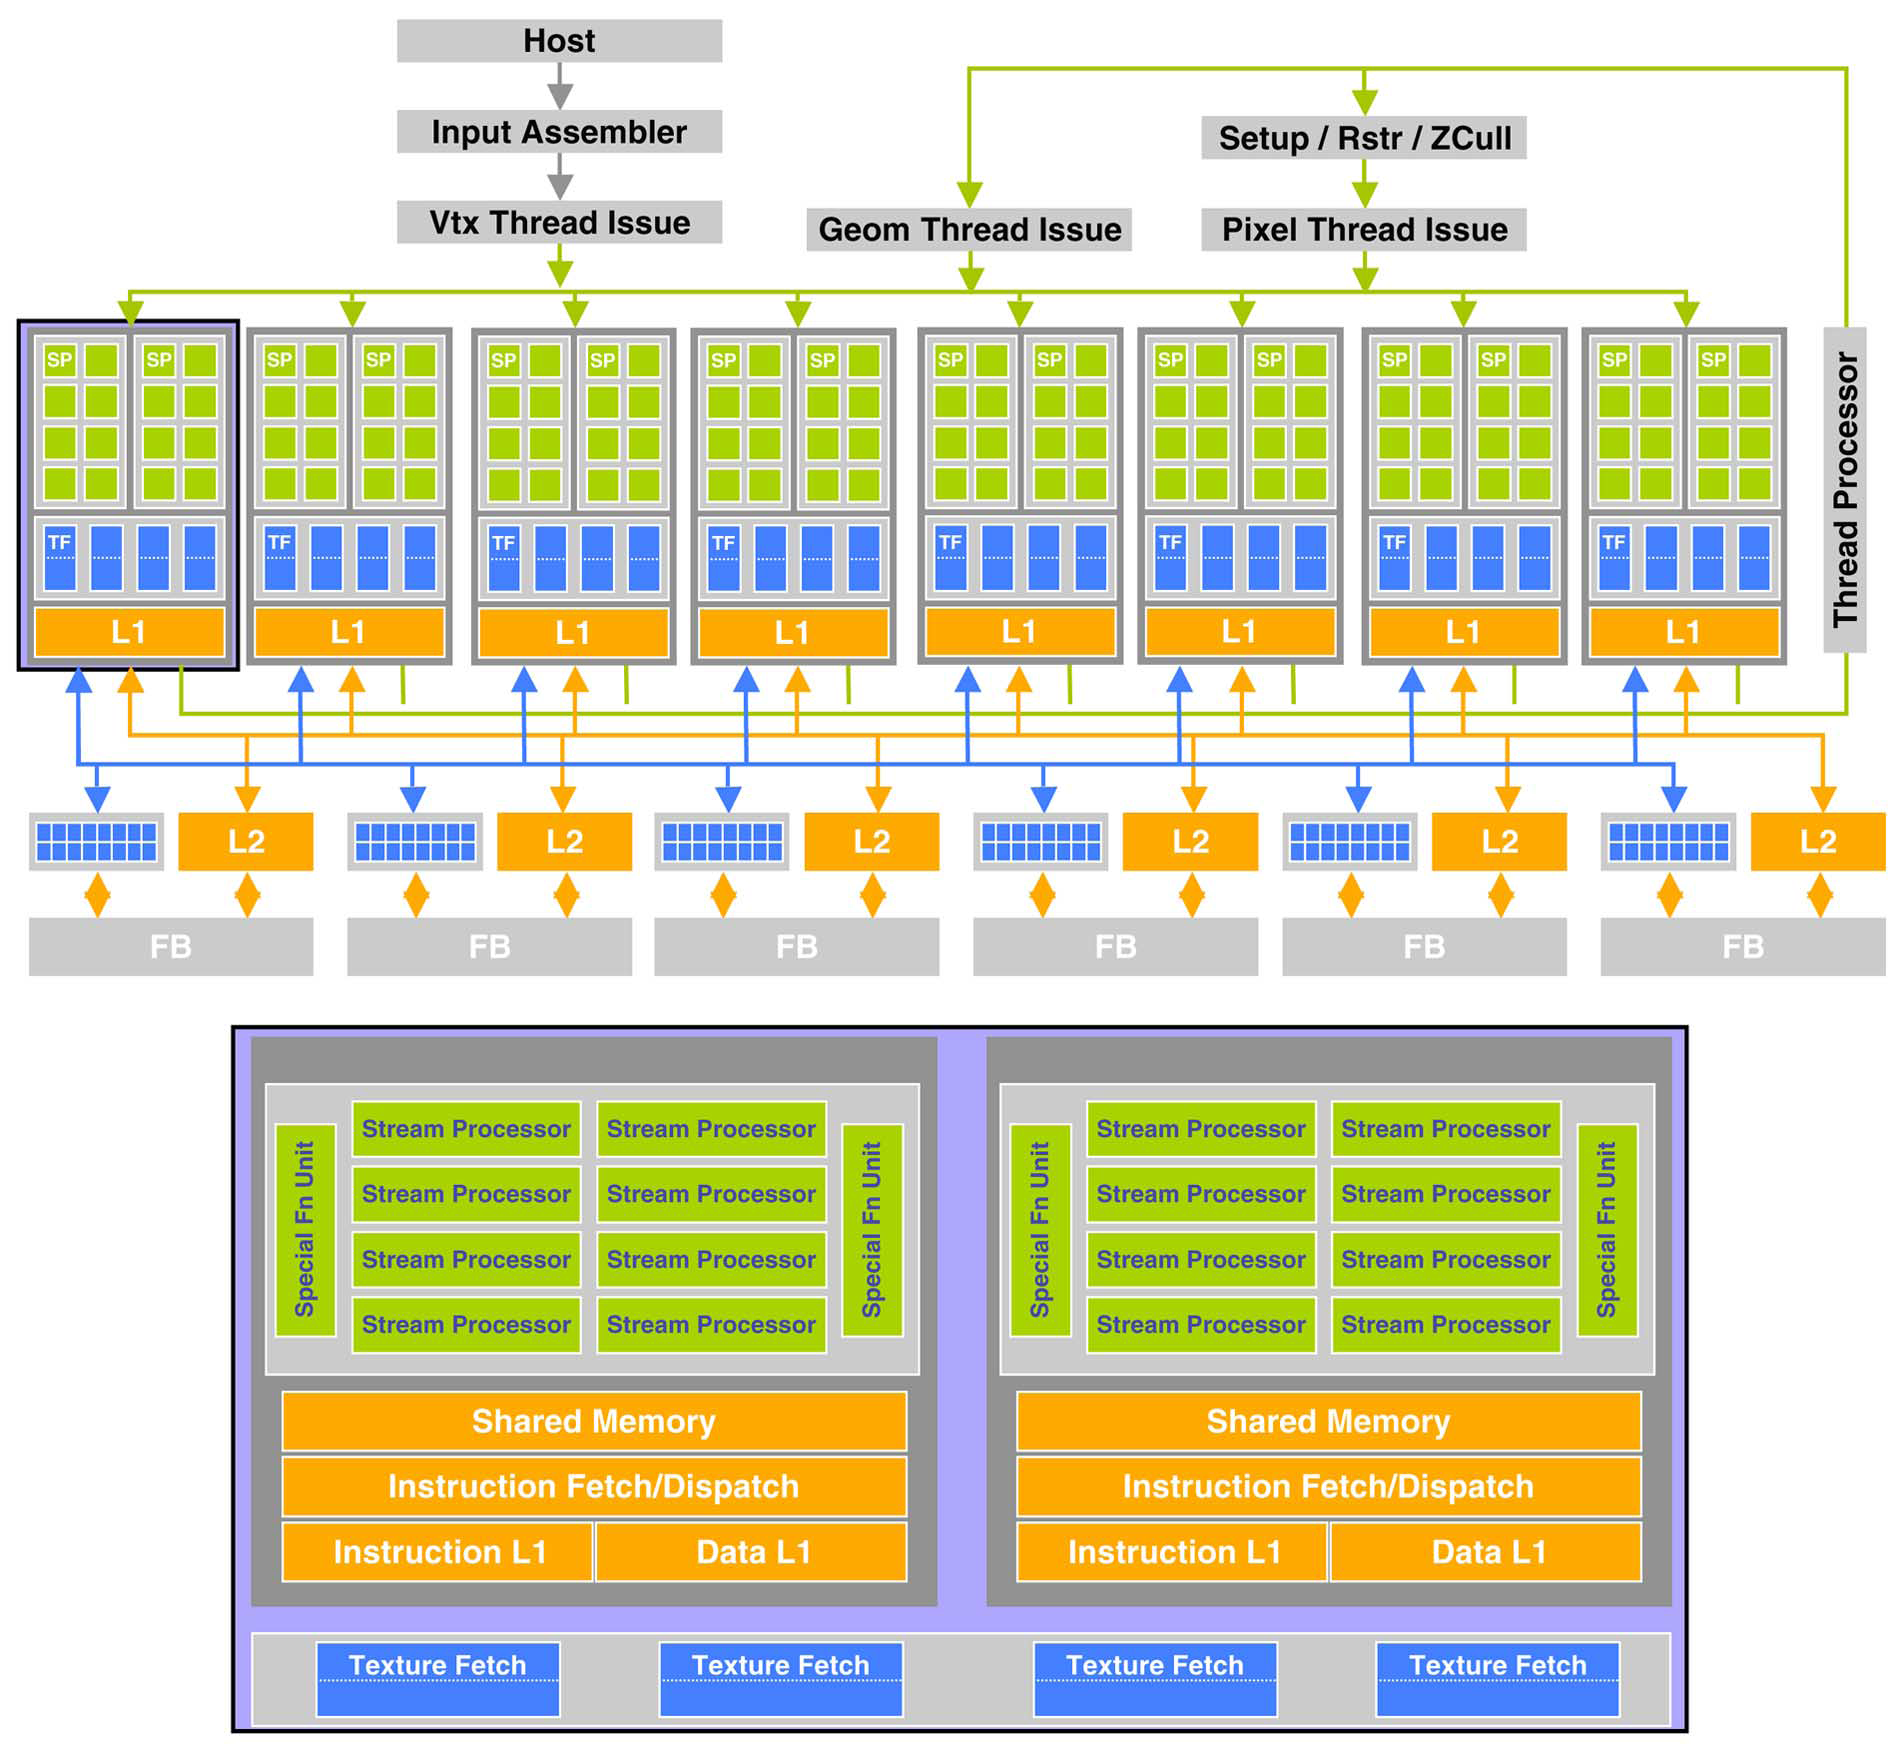 Host
Input Assembler
Setup / Rstr / ZCull
Vtx Thread Issue
Geom Thread Issue
Pixel Thread Issue
SP SP SP SP SP SP SP SP SP SP SP SP SP SP SP SP
Thread Processor
TF TF TF TF TF TF TF TF
L1 L1 L1 L1 L1 L1 L1 L1
L2 L2 L2 L2 L2 L2
FB FB FB FB FB FB
Special Fn Unit
Stream Processor Stream Processor
Stream Processor Stream Processor
Stream Processor Stream Processor
Stream Processor Stream Processor
Special Fn Unit
Shared Memory
Instruction Fetch/Dispatch
Instruction L1 Data L1
Special Fn Unit
Stream Processor Stream Processor
Stream Processor Stream Processor
Stream Processor Stream Processor
Stream Processor Stream Processor
Special Fn Unit
Shared Memory
Instruction Fetch/Dispatch
Instruction L1 Data L1
Texture Fetch Texture Fetch Texture Fetch Texture Fetch